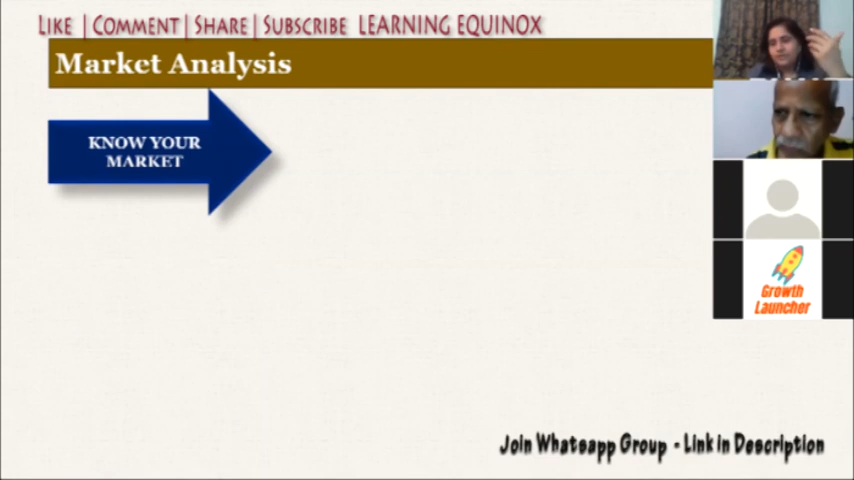 LIKE | COMMENT | SHARE | SUBSCRIBE LEARNING EQUINOX
Market Analysis
KNOW YOUR
MARKET
Growth
Launcher
Join Whatsapp Group - Link in Description